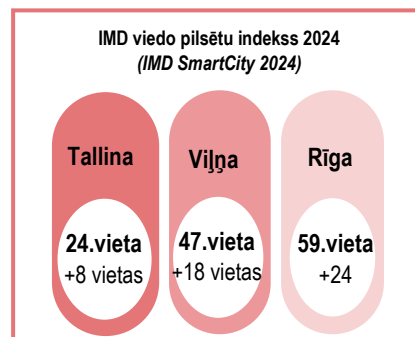 IMD viedo pilsētu indekss 2024
(IMD SmartCity 2024)
Tallina
Viļņa
Rīga
24.vieta
+8 vietas
47.vieta
+18 vietas
59.vieta
+24